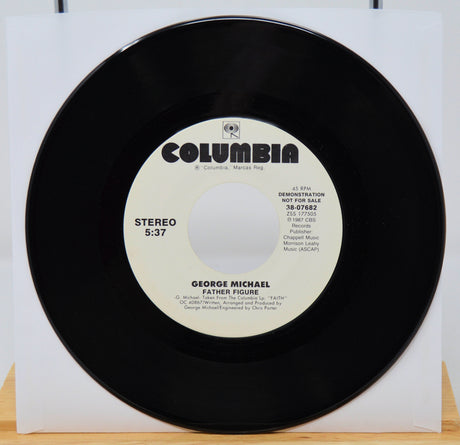 COLUMBIA
® Columbia, Marcas Reg.
45 RPM
DEMONSTRATION
NOT FOR SALE
38-07682
ZSS 177505
℗ 1987 CBS
Records
Publisher:
Chappell Music
Morrison Leahy
Music (ASCAP)
STEREO
5:37
GEORGE MICHAEL
FATHER FIGURE
-G. Michael- Taken From The Columbia Lp: "FAITH"
OC 40867/Written, Arranged and Produced by
George Michael/Engineered by Chris Porter